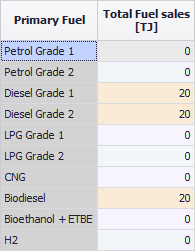 Primary Fuel Total Fuel sales
[TJ]
Petrol Grade 1 0
Petrol Grade 2 0
Diesel Grade 1 20
Diesel Grade 2 20
LPG Grade 1 0
LPG Grade 2 0
CNG 0
Biodiesel 20
Bioethanol + ETBE 0
H2 0